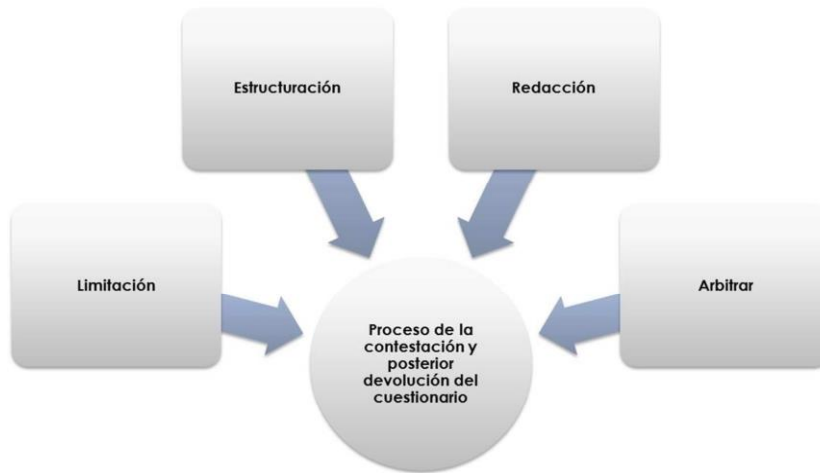 Estructuración
Redacción
Limitación
Arbitrar
Proceso de la
contestación y
posterior
devolución del
cuestionario